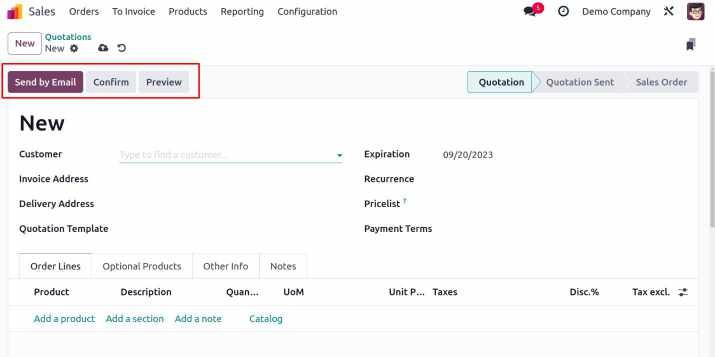 Sales Orders To Invoice Products Reporting Configuration 5 Demo Company
New Quotations
New
Send by Email Confirm Preview Quotation Quotation Sent Sales Order
New
Customer Type to find a customer... Expiration 09/20/2023
Invoice Address Recurrence
Delivery Address Pricelist ?
Quotation Template Payment Terms
Order Lines Optional Products Other Info Notes
Product Description Quan... UoM Unit P... Taxes Disc.% Tax excl.
Add a product Add a section Add a note Catalog